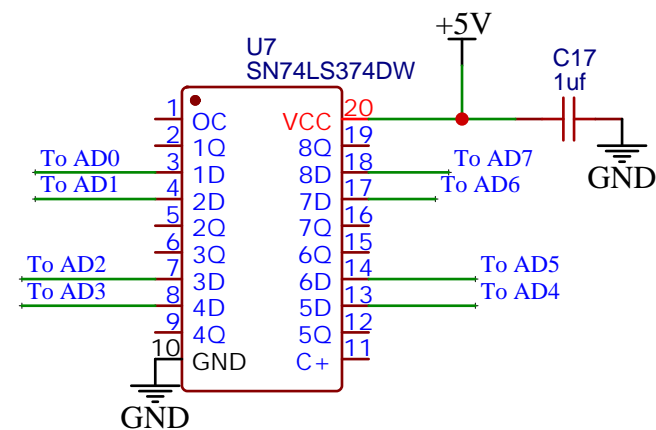 +5V
U7
SN74LS374DW
C17
1uf
1 OC VCC 20
2 1Q 8Q 19
To AD0 3 1D 8D 18 To AD7
To AD1 4 2D 7D 17 To AD6
5 2Q 7Q 16
6 3Q 6Q 15
To AD2 7 3D 6D 14 To AD5
To AD3 8 4D 5D 13 To AD4
9 4Q 5Q 12
10 GND C+ 11
GND
GND